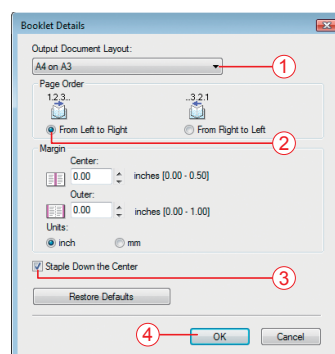 Booklet Details
Output Document Layout:
A4 on A3
1
Page Order
1,2,3.. ..3,2,1
From Left to Right From Right to Left
2
Margin
Center:
0.00 inches [0.00 - 0.50]
Outer:
0.00 inches [0.00 - 1.00]
Units:
inch mm
Staple Down the Center
3
Restore Defaults
4
OK Cancel